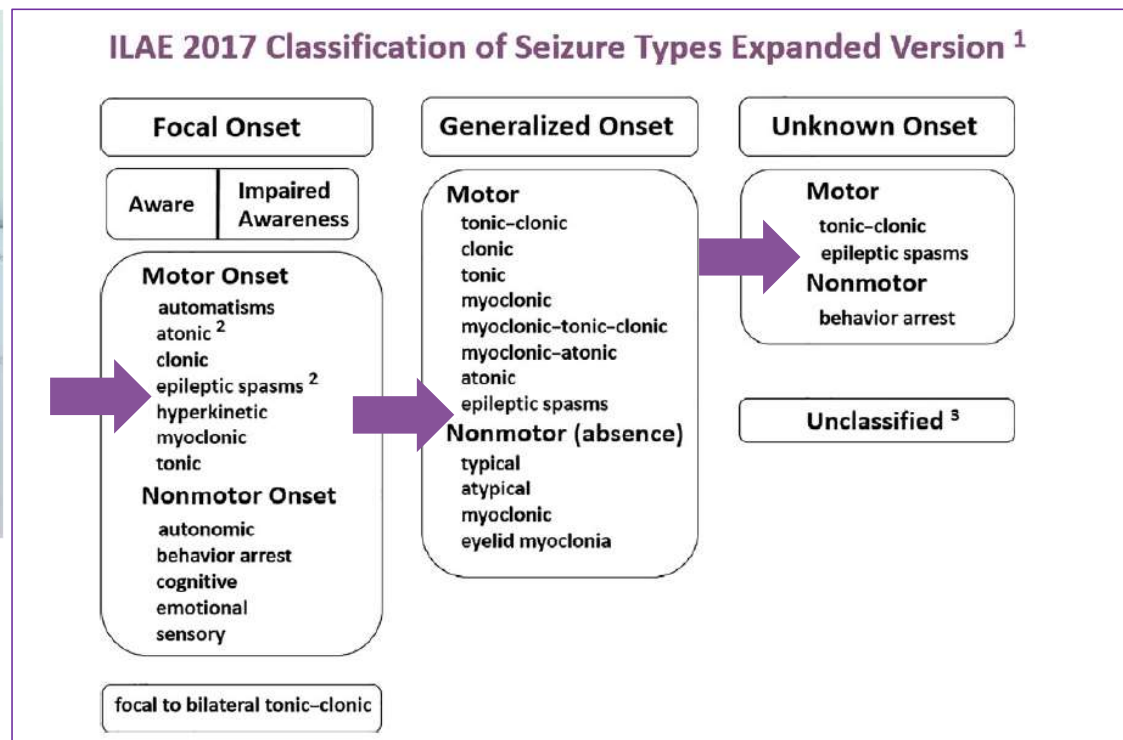 ILAE 2017 Classification of Seizure Types Expanded Version ¹
Focal Onset
Aware
Impaired
Awareness
Motor Onset
automatisms
atonic ²
clonic
epileptic spasms ²
hyperkinetic
myoclonic
tonic
Nonmotor Onset
autonomic
behavior arrest
cognitive
emotional
sensory
focal to bilateral tonic–clonic
Generalized Onset
Motor
tonic–clonic
clonic
tonic
myoclonic
myoclonic–tonic–clonic
myoclonic–atonic
atonic
epileptic spasms
Nonmotor (absence)
typical
atypical
myoclonic
eyelid myoclonia
Unknown Onset
Motor
tonic–clonic
epileptic spasms
Nonmotor
behavior arrest
Unclassified ³